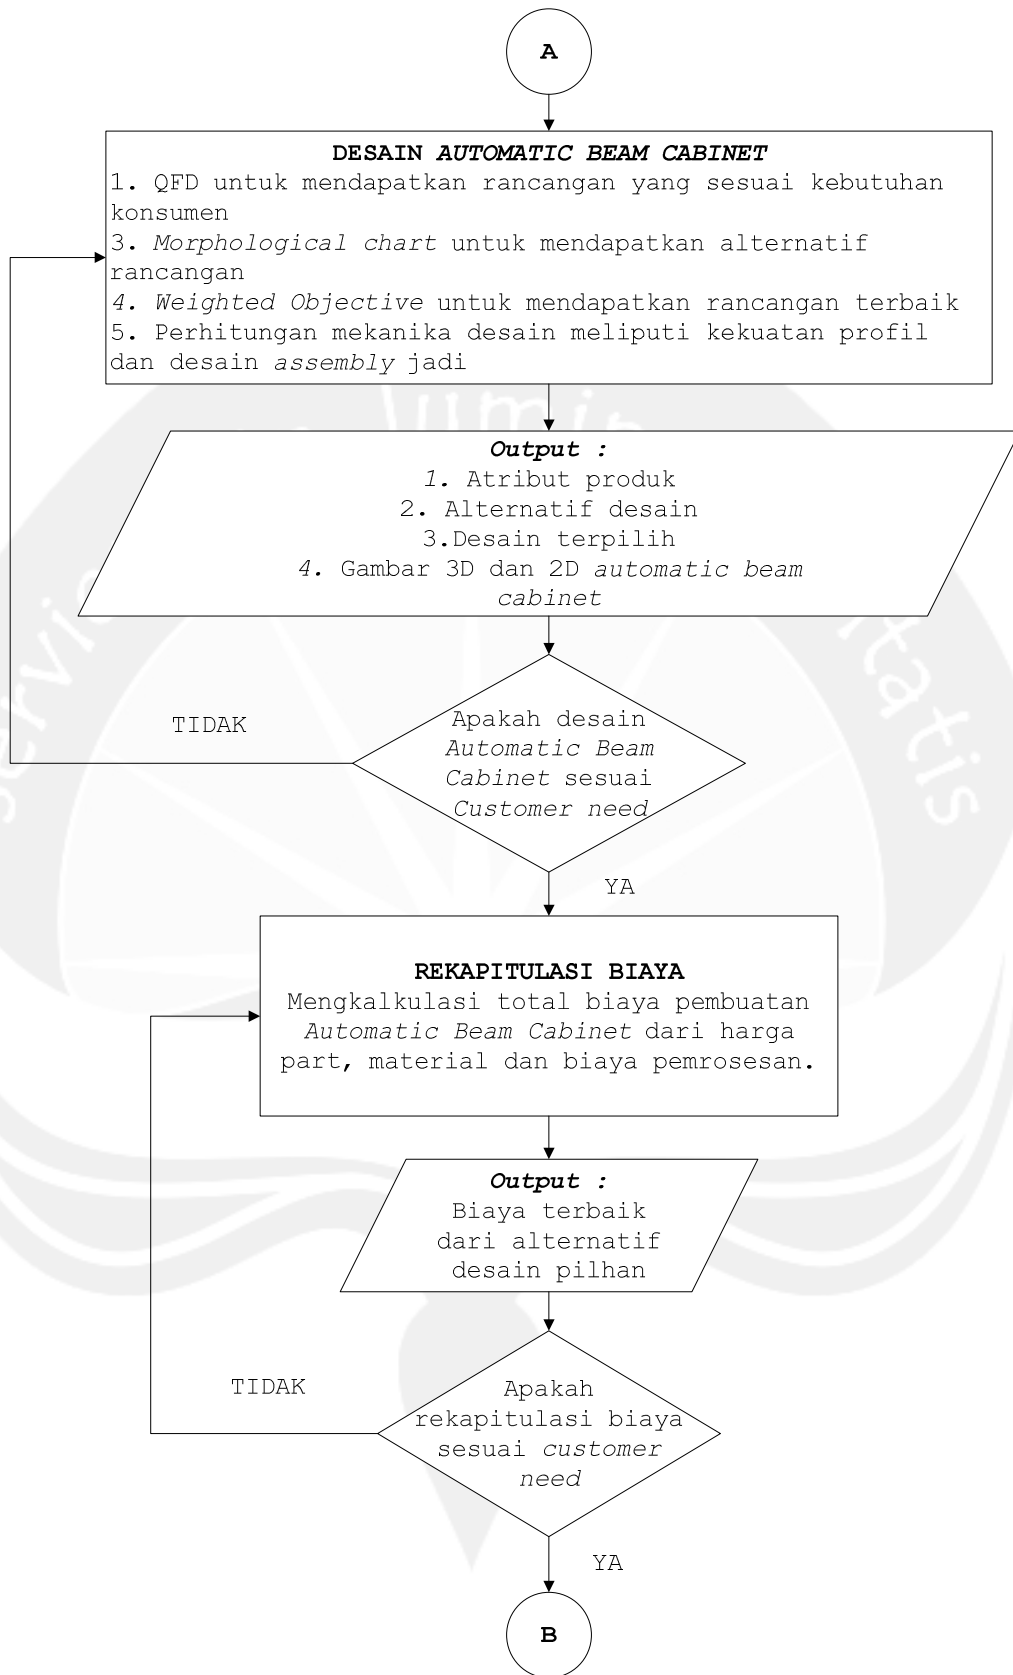 A
DESAIN AUTOMATIC BEAM CABINET
1. QFD untuk mendapatkan rancangan yang sesuai kebutuhan
konsumen
3. Morphological chart untuk mendapatkan alternatif
rancangan
4. Weighted Objective untuk mendapatkan rancangan terbaik
5. Perhitungan mekanika desain meliputi kekuatan profil
dan desain assembly jadi
Output :
1. Atribut produk
2. Alternatif desain
3.Desain terpilih
4. Gambar 3D dan 2D automatic beam
cabinet
TIDAK
Apakah desain
Automatic Beam
Cabinet sesuai
Customer need
YA
REKAPITULASI BIAYA
Mengkalkulasi total biaya pembuatan
Automatic Beam Cabinet dari harga
part, material dan biaya pemrosesan.
Output :
Biaya terbaik
dari alternatif
desain pilhan
TIDAK
Apakah
rekapitulasi biaya
sesuai customer
need
YA
B